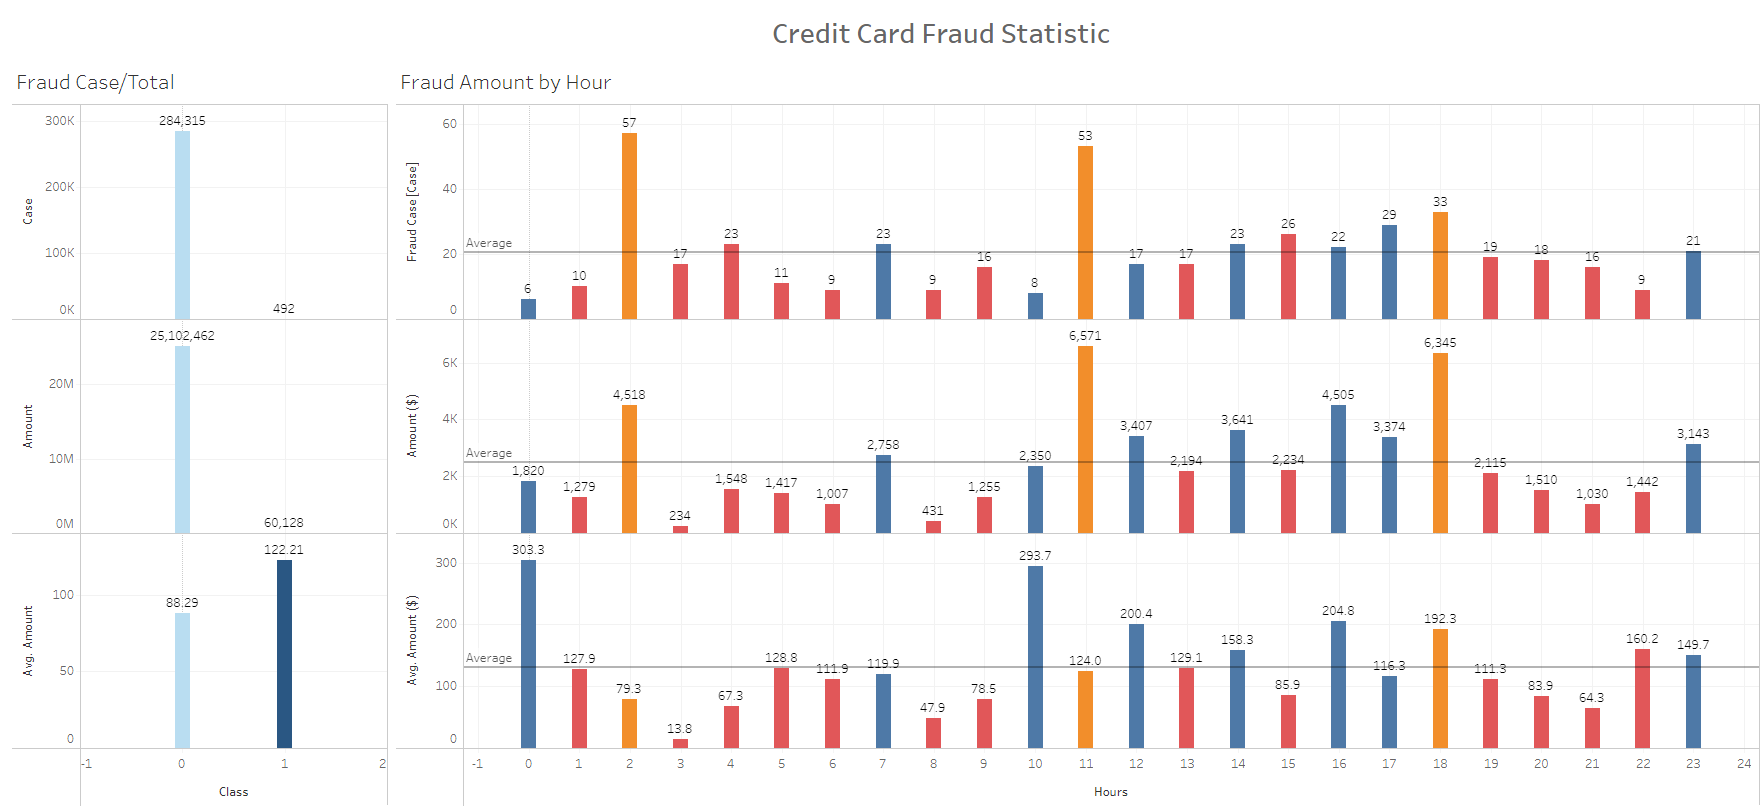 Credit Card Fraud Statistic
Fraud Case/Total
Case
300K
200K
100K
0K
284,315
492
Amount
20M
10M
0M
25,102,462
60,128
Avg. Amount
100
50
0
88.29
122.21
-1 0 1 2
Class
Fraud Amount by Hour
Fraud Case [Case]
60
40
20
0
Average
6 10 57 17 23 11 9 23 9 16 8 53 17 17 23 26 22 29 33 19 18 16 9 21
Amount ($)
6K
4K
2K
0K
Average
1,820 1,279 4,518 234 1,548 1,417 1,007 2,758 431 1,255 2,350 6,571 3,407 2,194 3,641 2,234 4,505 3,374 6,345 2,115 1,510 1,030 1,442 3,143
Avg. Amount ($)
300
200
100
0
Average
303.3 127.9 79.3 13.8 67.3 128.8 111.9 119.9 47.9 78.5 293.7 124.0 200.4 129.1 158.3 85.9 204.8 116.3 192.3 111.3 83.9 64.3 160.2 149.7
-1 0 1 2 3 4 5 6 7 8 9 10 11 12 13 14 15 16 17 18 19 20 21 22 23 24
Hours